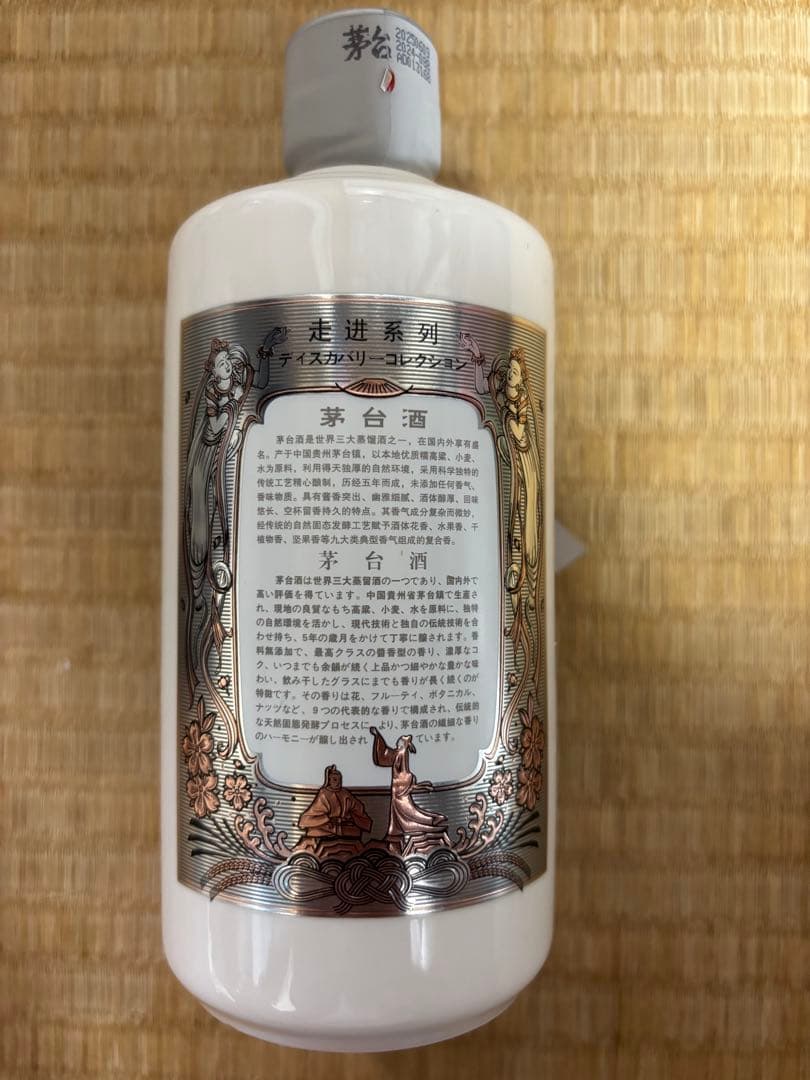 茅台
走进系列
ディスカバリーコレクション
茅台酒
茅台酒是世界三大蒸馏酒之一，在国内外享有盛
名。产于中国贵州茅台镇，以本地优质糯高粱、小麦、
水为原料，利用得天独厚的自然环境，采用科学独特的
传统工艺精心酿制，历经五年而成，未添加任何香气、
香味物质。具有酱香突出、幽雅细腻、酒体醇厚、回味
悠长、空杯留香持久的特点。其香气成分复杂而微妙，
经传统的自然固态发酵工艺赋予酒体花香、水果香、干
植物香、坚果香等九大类典型香气组成的复合香。
茅台酒
茅台酒は世界三大蒸留酒の一つであり、国内外で
高い評価を得ています。中国貴州省茅台鎮で生産さ
れ、現地の良質なもち高粱、小麦、水を原料に、独特
の自然環境を活かし、現代技術と独自の伝統技術を合
わせ持ち、5年の歳月をかけて丁寧に醸されます。香
料無添加で、最高クラスの醬香型の香り、濃厚なコ
ク、いつまでも余韻が続く上品かつ細やかな豊かな味
わい、飲み干したグラスにまでも香りが長く続くのが
特徴です。その香りは花、フルーティ、ボタニカル、
ナッツなど、9つの代表的な香りで構成され、伝統的
な天然固態発酵プロセスにより、茅台酒の繊細な香り
のハーモニーが醸し出され ています。